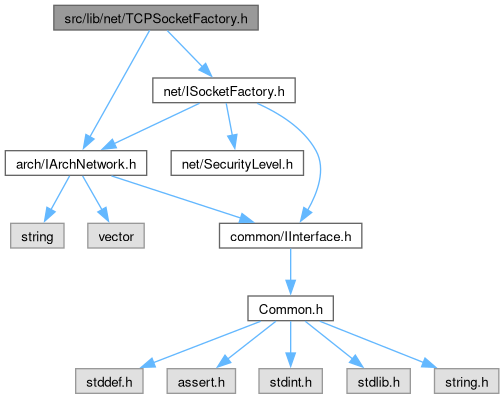 src/lib/net/TCPSocketFactory.h
net/ISocketFactory.h
arch/IArchNetwork.h
net/SecurityLevel.h
string
vector
common/IInterface.h
Common.h
stddef.h
assert.h
stdint.h
stdlib.h
string.h